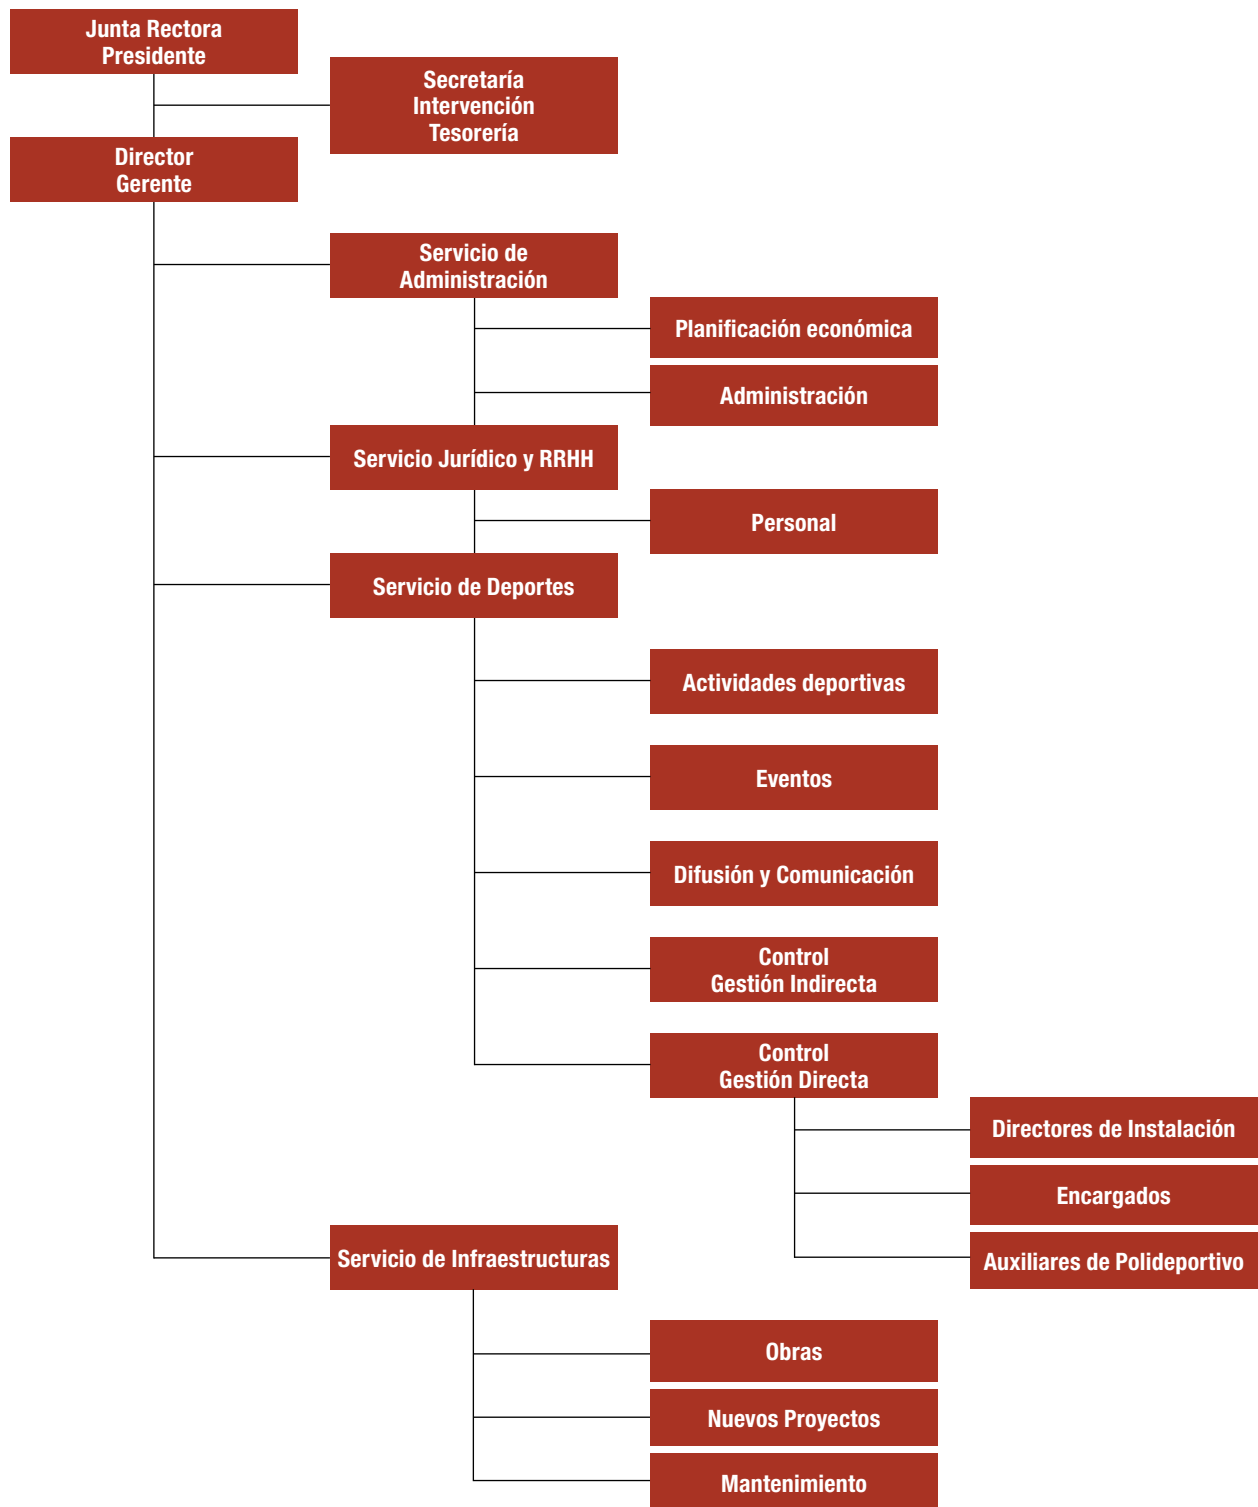 Junta Rectora
Presidente
Secretaría
Intervención
Tesorería
Director
Gerente
Servicio de
Administración
Planificación económica
Administración
Servicio Jurídico y RRHH
Personal
Servicio de Deportes
Actividades deportivas
Eventos
Difusión y Comunicación
Control
Gestión Indirecta
Control
Gestión Directa
Directores de Instalación
Encargados
Auxiliares de Polideportivo
Servicio de Infraestructuras
Obras
Nuevos Proyectos
Mantenimiento